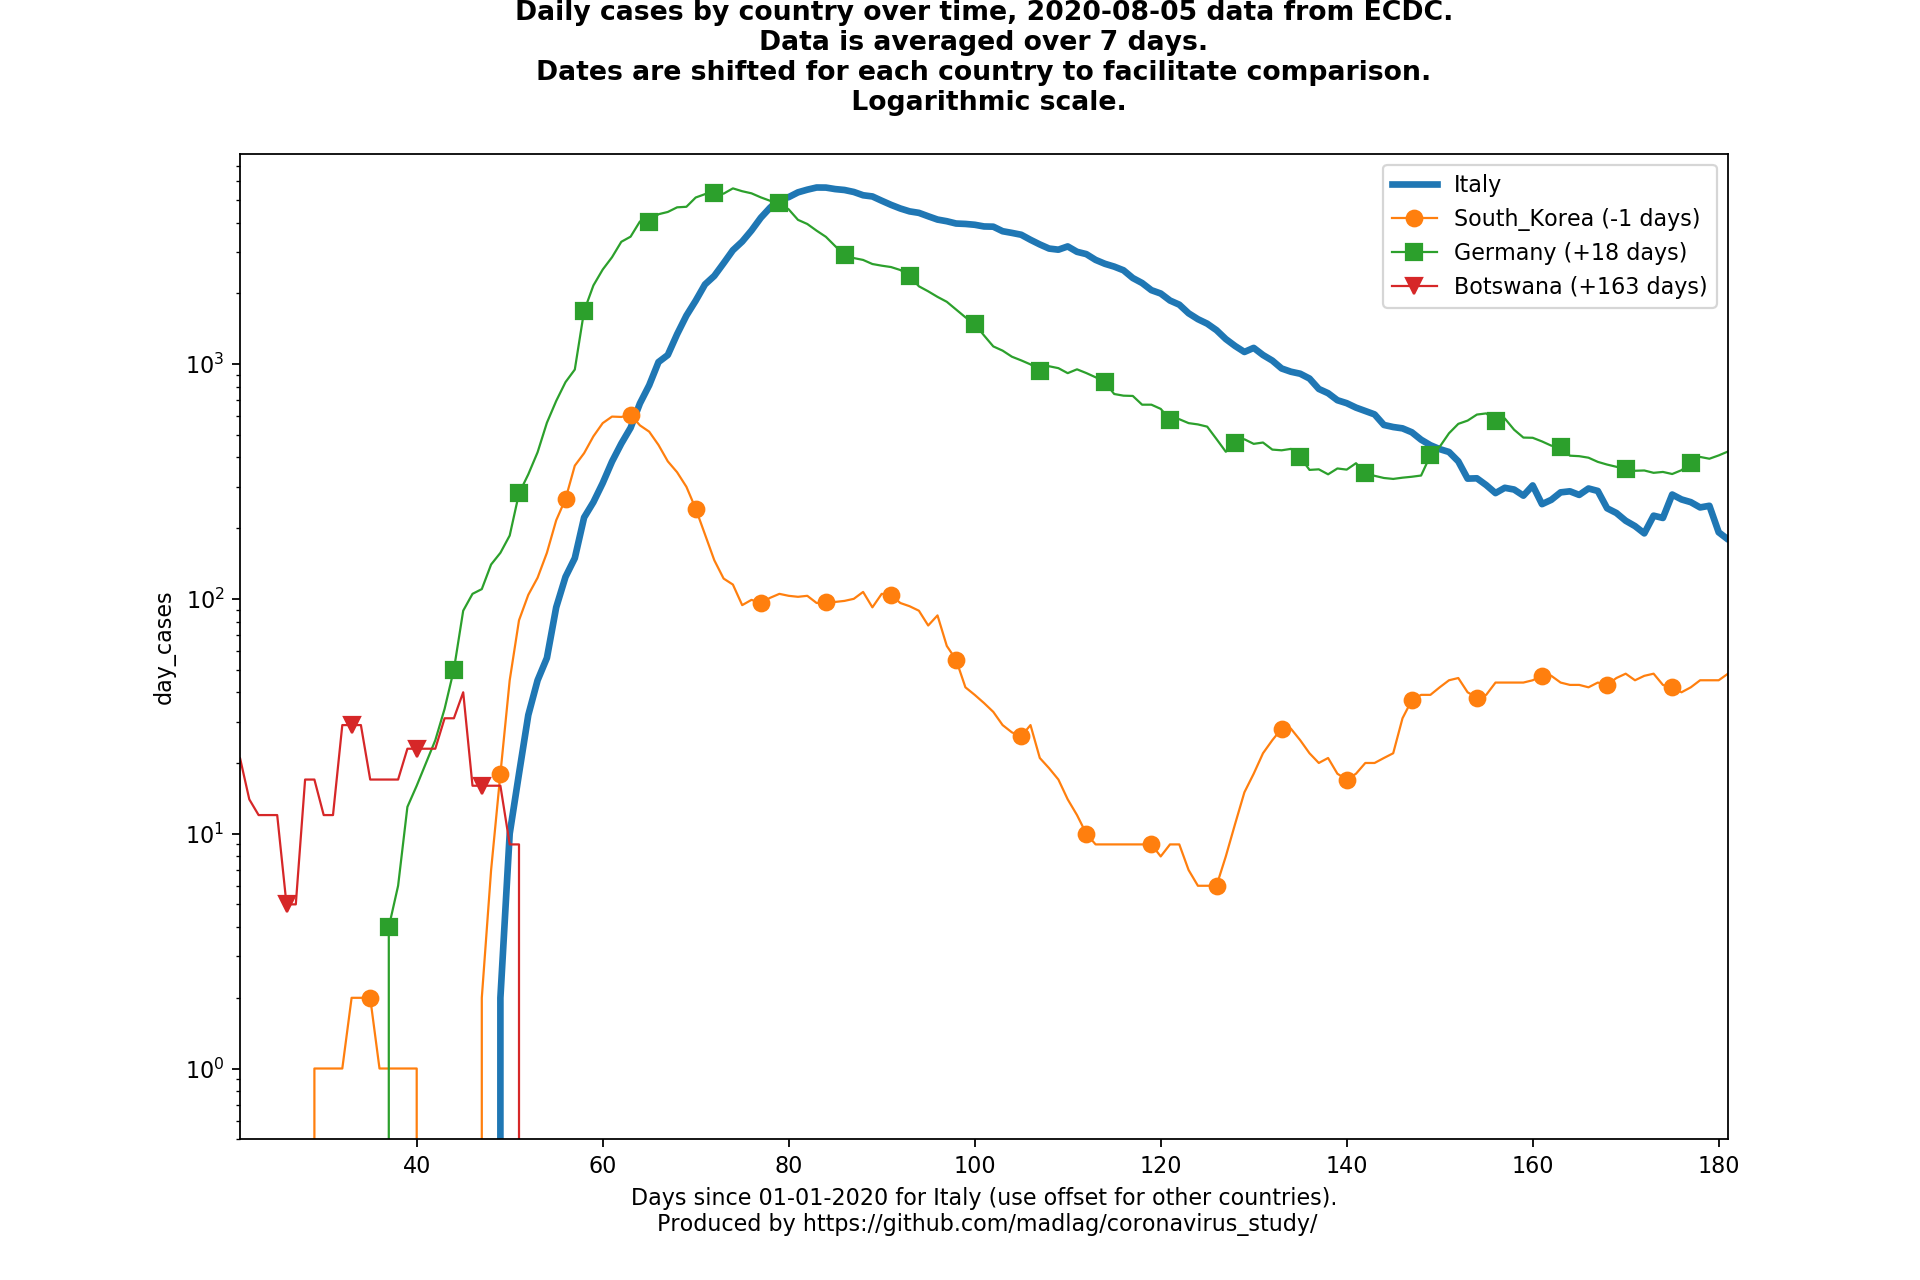 Daily cases by country over time, 2020-08-05 data from ECDC.
Data is averaged over 7 days.
Dates are shifted for each country to facilitate comparison.
Logarithmic scale.
Italy
South_Korea (-1 days)
Germany (+18 days)
Botswana (+163 days)
day_cases
10³
10²
10¹
10⁰
40 60 80 100 120 140 160 180
Days since 01-01-2020 for Italy (use offset for other countries).
Produced by https://github.com/madlag/coronavirus_study/